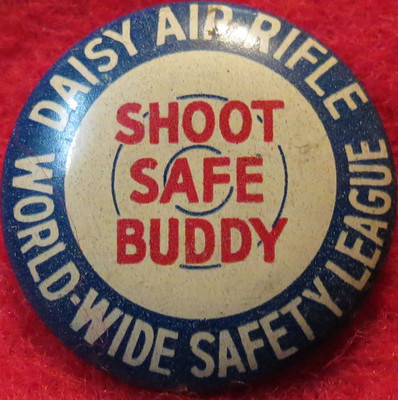 DAISY AIR RIFLE
SHOOT
SAFE
BUDDY
WORLD-WIDE SAFETY LEAGUE